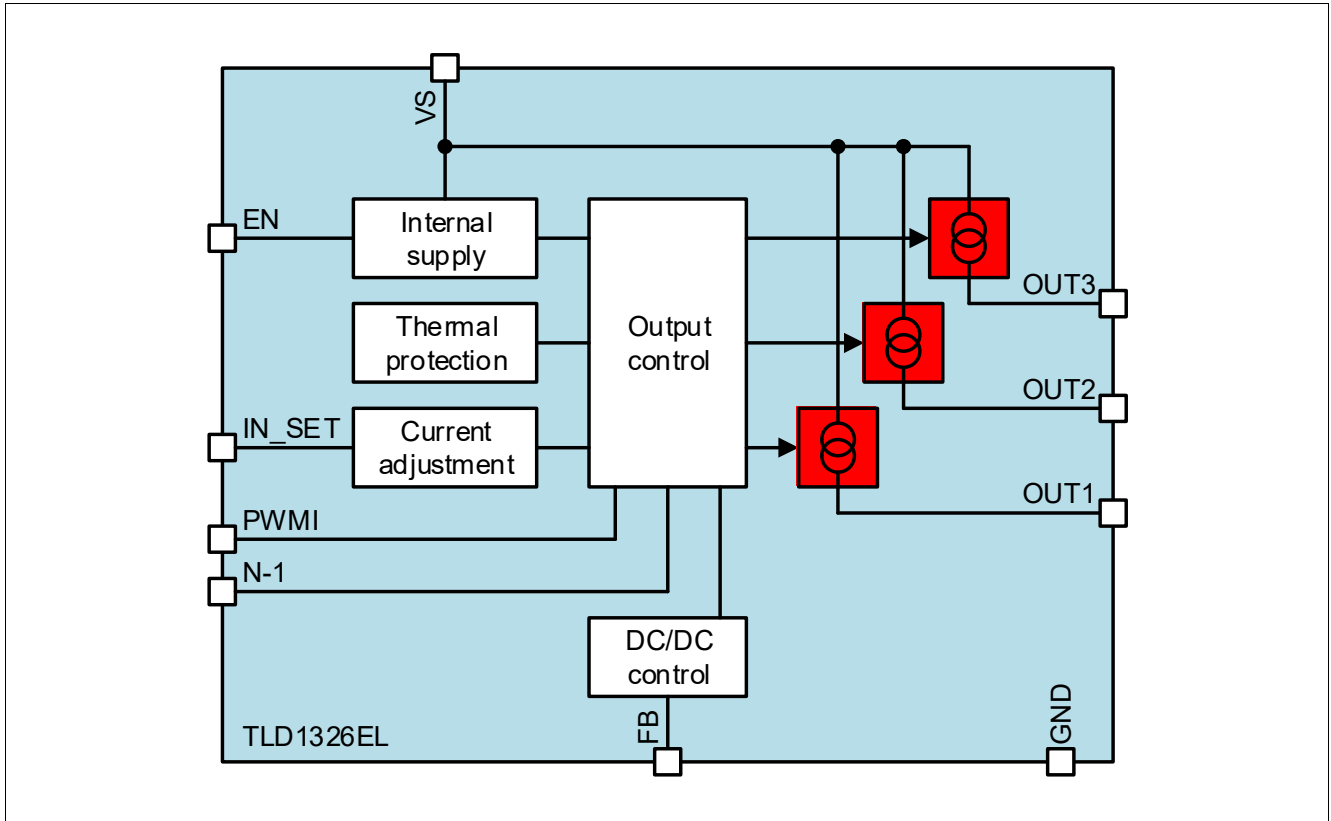 VS
EN
Internal
supply
Thermal
protection
Output
control
OUT3
OUT2
IN_SET
Current
adjustment
OUT1
PWMI
N-1
DC/DC
control
TLD1326EL
FB
GND